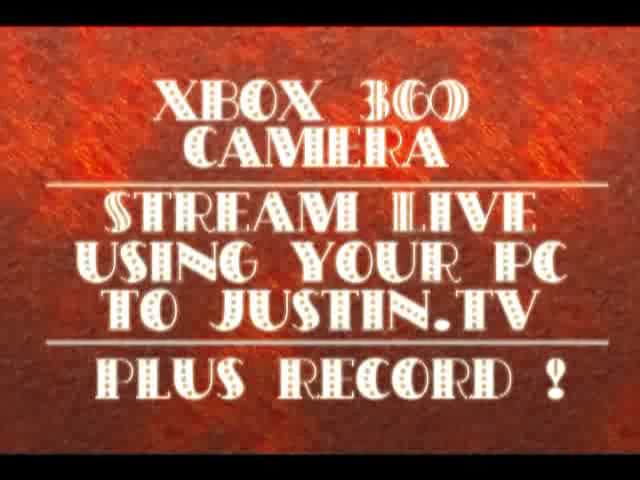 XBOX 360
CAMERA
STREAM LIVE
USING YOUR PC
TO JUSTIN.TV
PLUS RECORD !